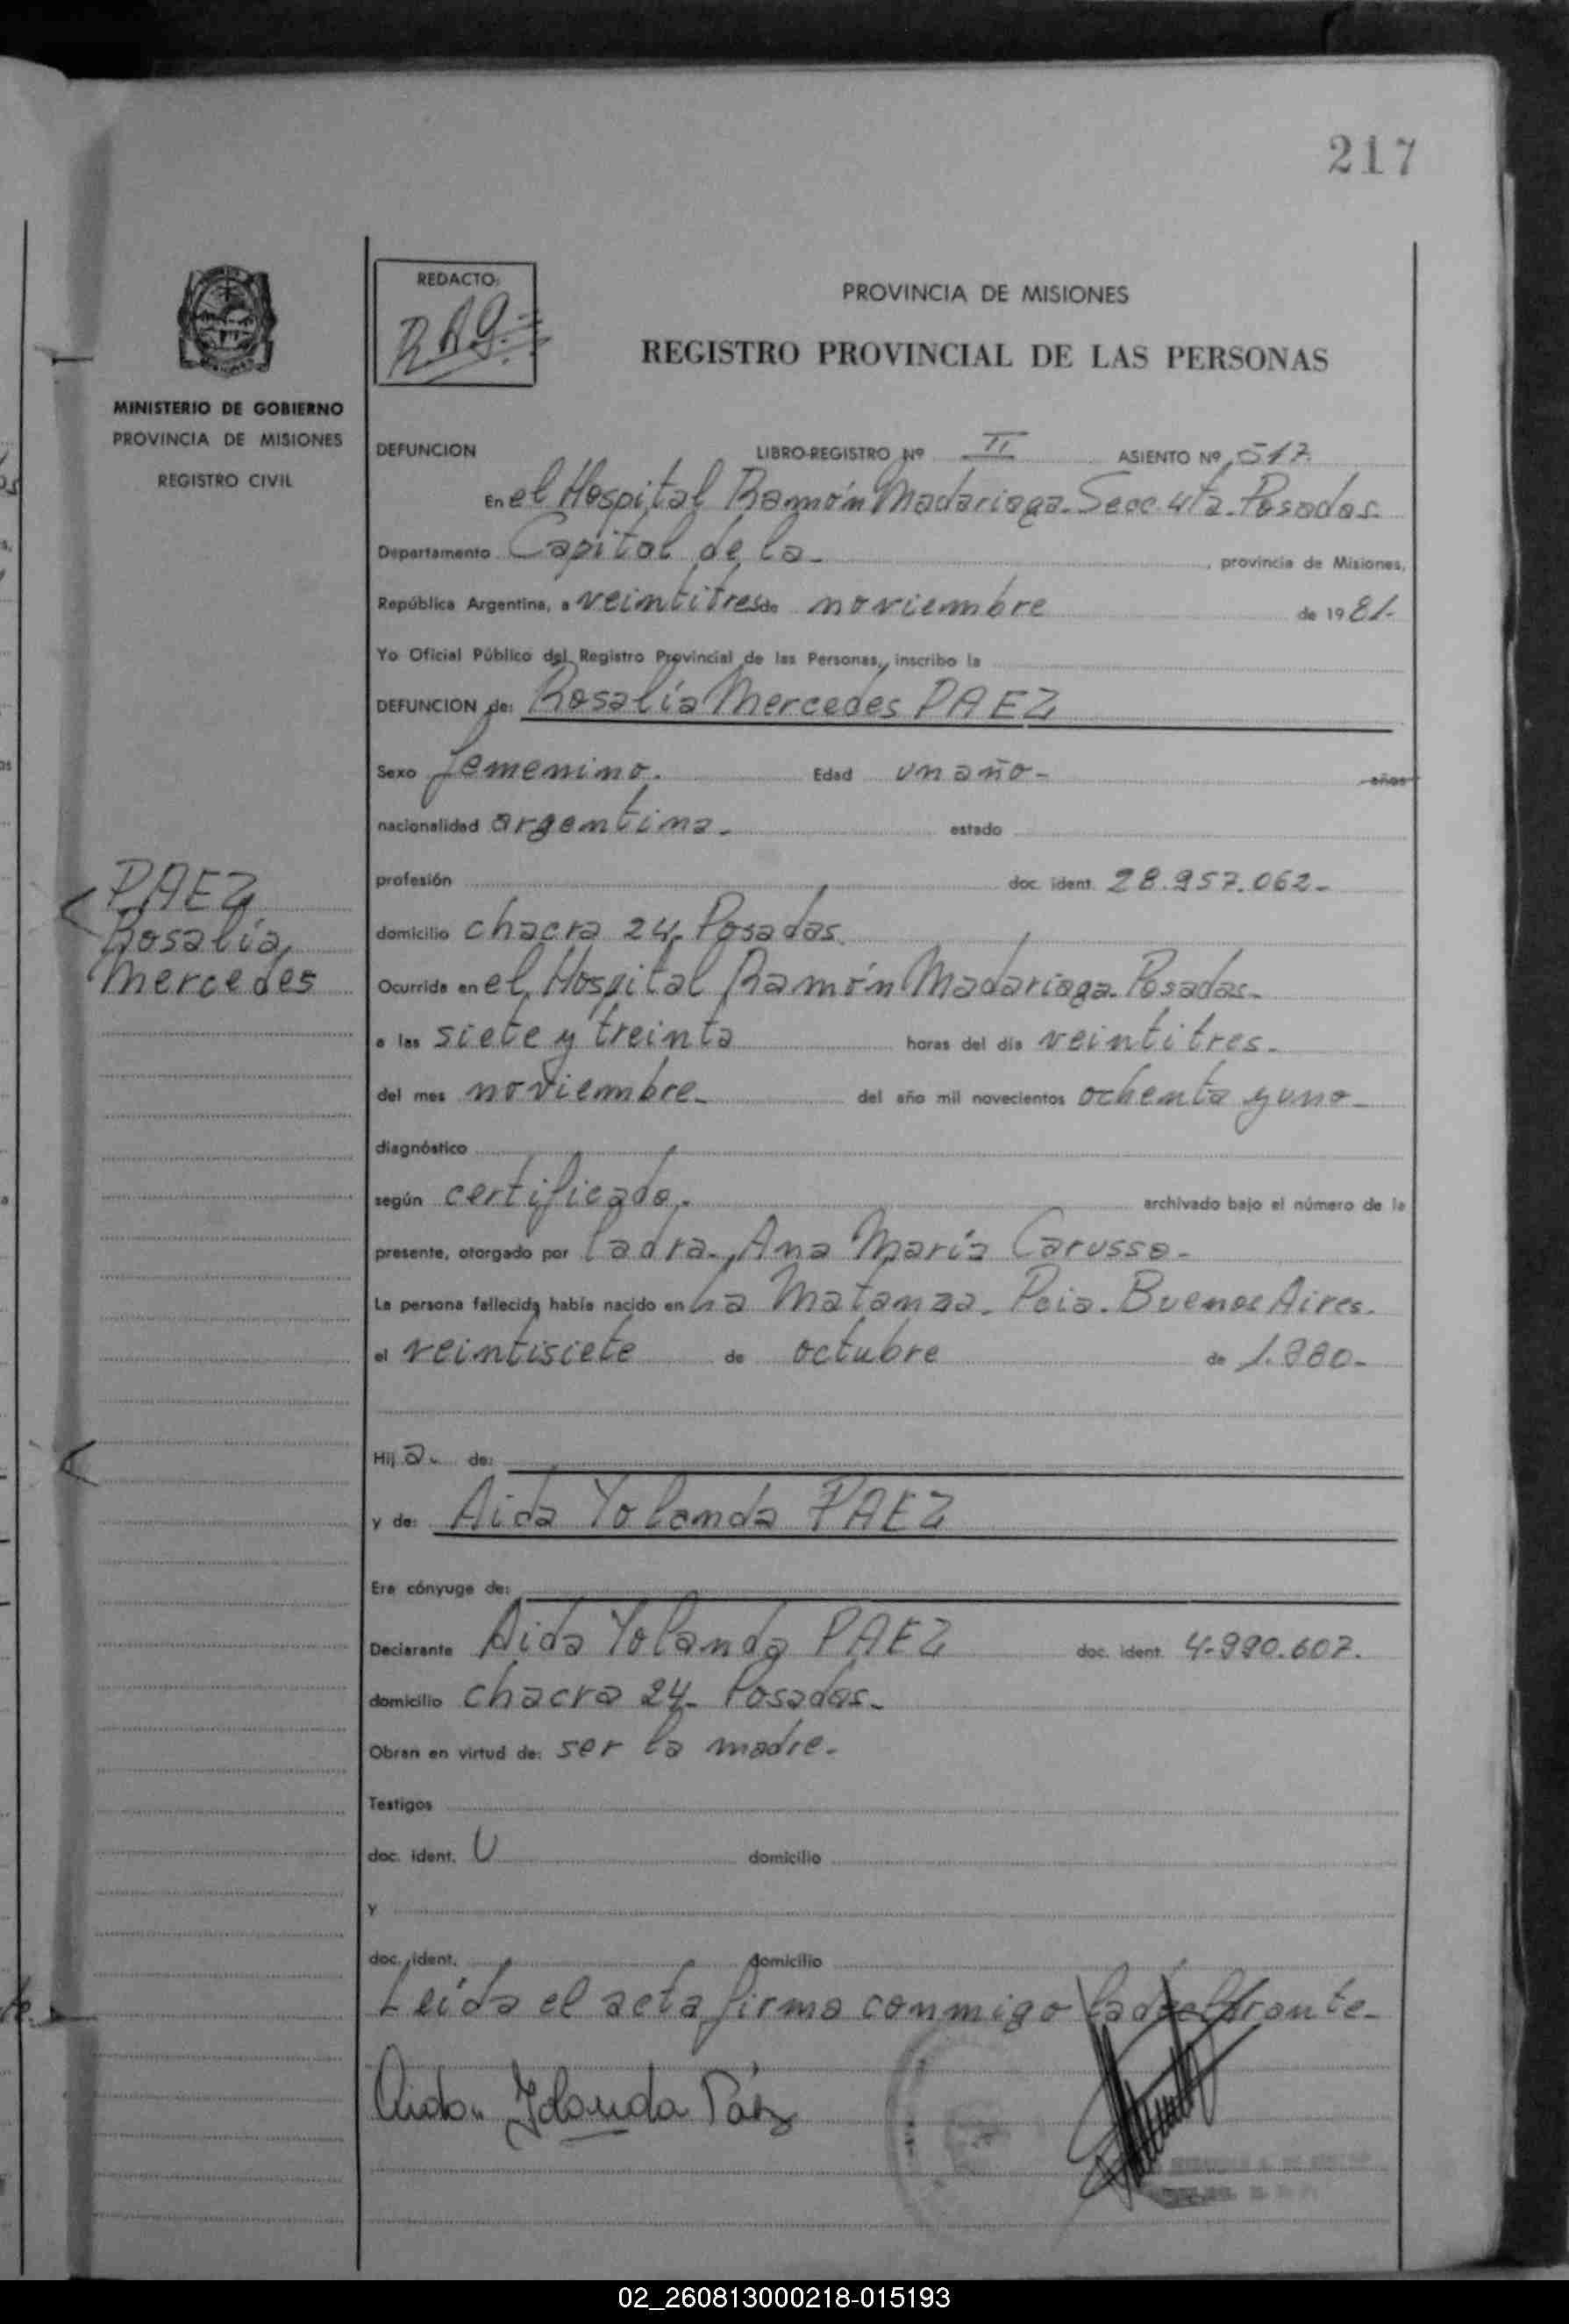 217
REDACTO:
RAG.
PROVINCIA DE MISIONES
REGISTRO PROVINCIAL DE LAS PERSONAS
MINISTERIO DE GOBIERNO
PROVINCIA DE MISIONES
REGISTRO CIVIL
DEFUNCION LIBRO-REGISTRO Nº II ASIENTO Nº 517.
En el Hospital Ramón Madariaga. Secc. 4ta. Posadas
Departamento Capital de la , provincia de Misiones,
República Argentina, a veintitres de noviembre de 1981.
Yo Oficial Público del Registro Provincial de las Personas, inscribo la
DEFUNCION de: Rosalía Mercedes PAEZ
Sexo femenino. Edad un año- años
nacionalidad argentina. estado
profesión doc. ident. 28.957.062-
PAEZ
Rosalía
Mercedes
domicilio chacra 24. Posadas.
Ocurrida en el Hospital Ramón Madariaga. Posadas.
a las siete y treinta horas del día veintitres.
del mes noviembre. del año mil novecientos ochenta y uno-
diagnóstico
según certificado. archivado bajo el número de la
presente, otorgado por la dra. Ana María Carusso-
La persona fallecida había nacido en La Matanza. Pcia. Buenos Aires.
el veintisiete de octubre de 1.980-
Hij a. de:
y de: Aida Yolanda PAEZ
Era cónyuge de:
Declarante Aida Yolanda PAEZ doc. ident. 4.990.607.
domicilio chacra 24. Posadas.
Obran en virtud de: ser la madre.
Testigos
doc. ident. domicilio
y
doc. ident. domicilio
Leída el acta firma conmigo la declarante-
Aida Yolanda Páez
02_260813000218-015193